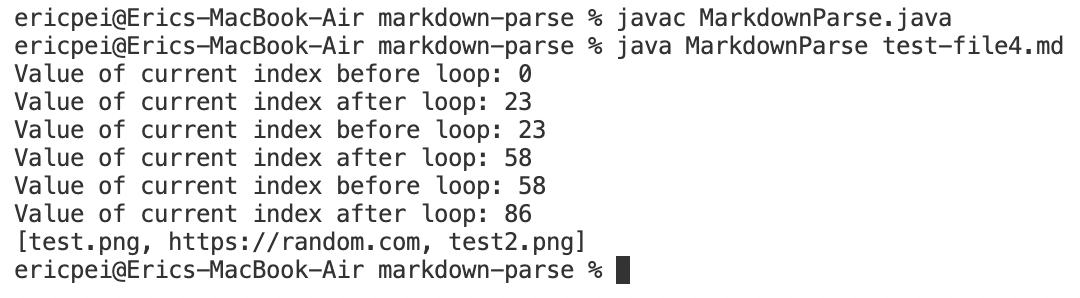 ericpei@Erics-MacBook-Air markdown-parse % javac MarkdownParse.java
ericpei@Erics-MacBook-Air markdown-parse % java MarkdownParse test-file4.md
Value of current index before loop: 0
Value of current index after loop: 23
Value of current index before loop: 23
Value of current index after loop: 58
Value of current index before loop: 58
Value of current index after loop: 86
[test.png, https://random.com, test2.png]
ericpei@Erics-MacBook-Air markdown-parse %